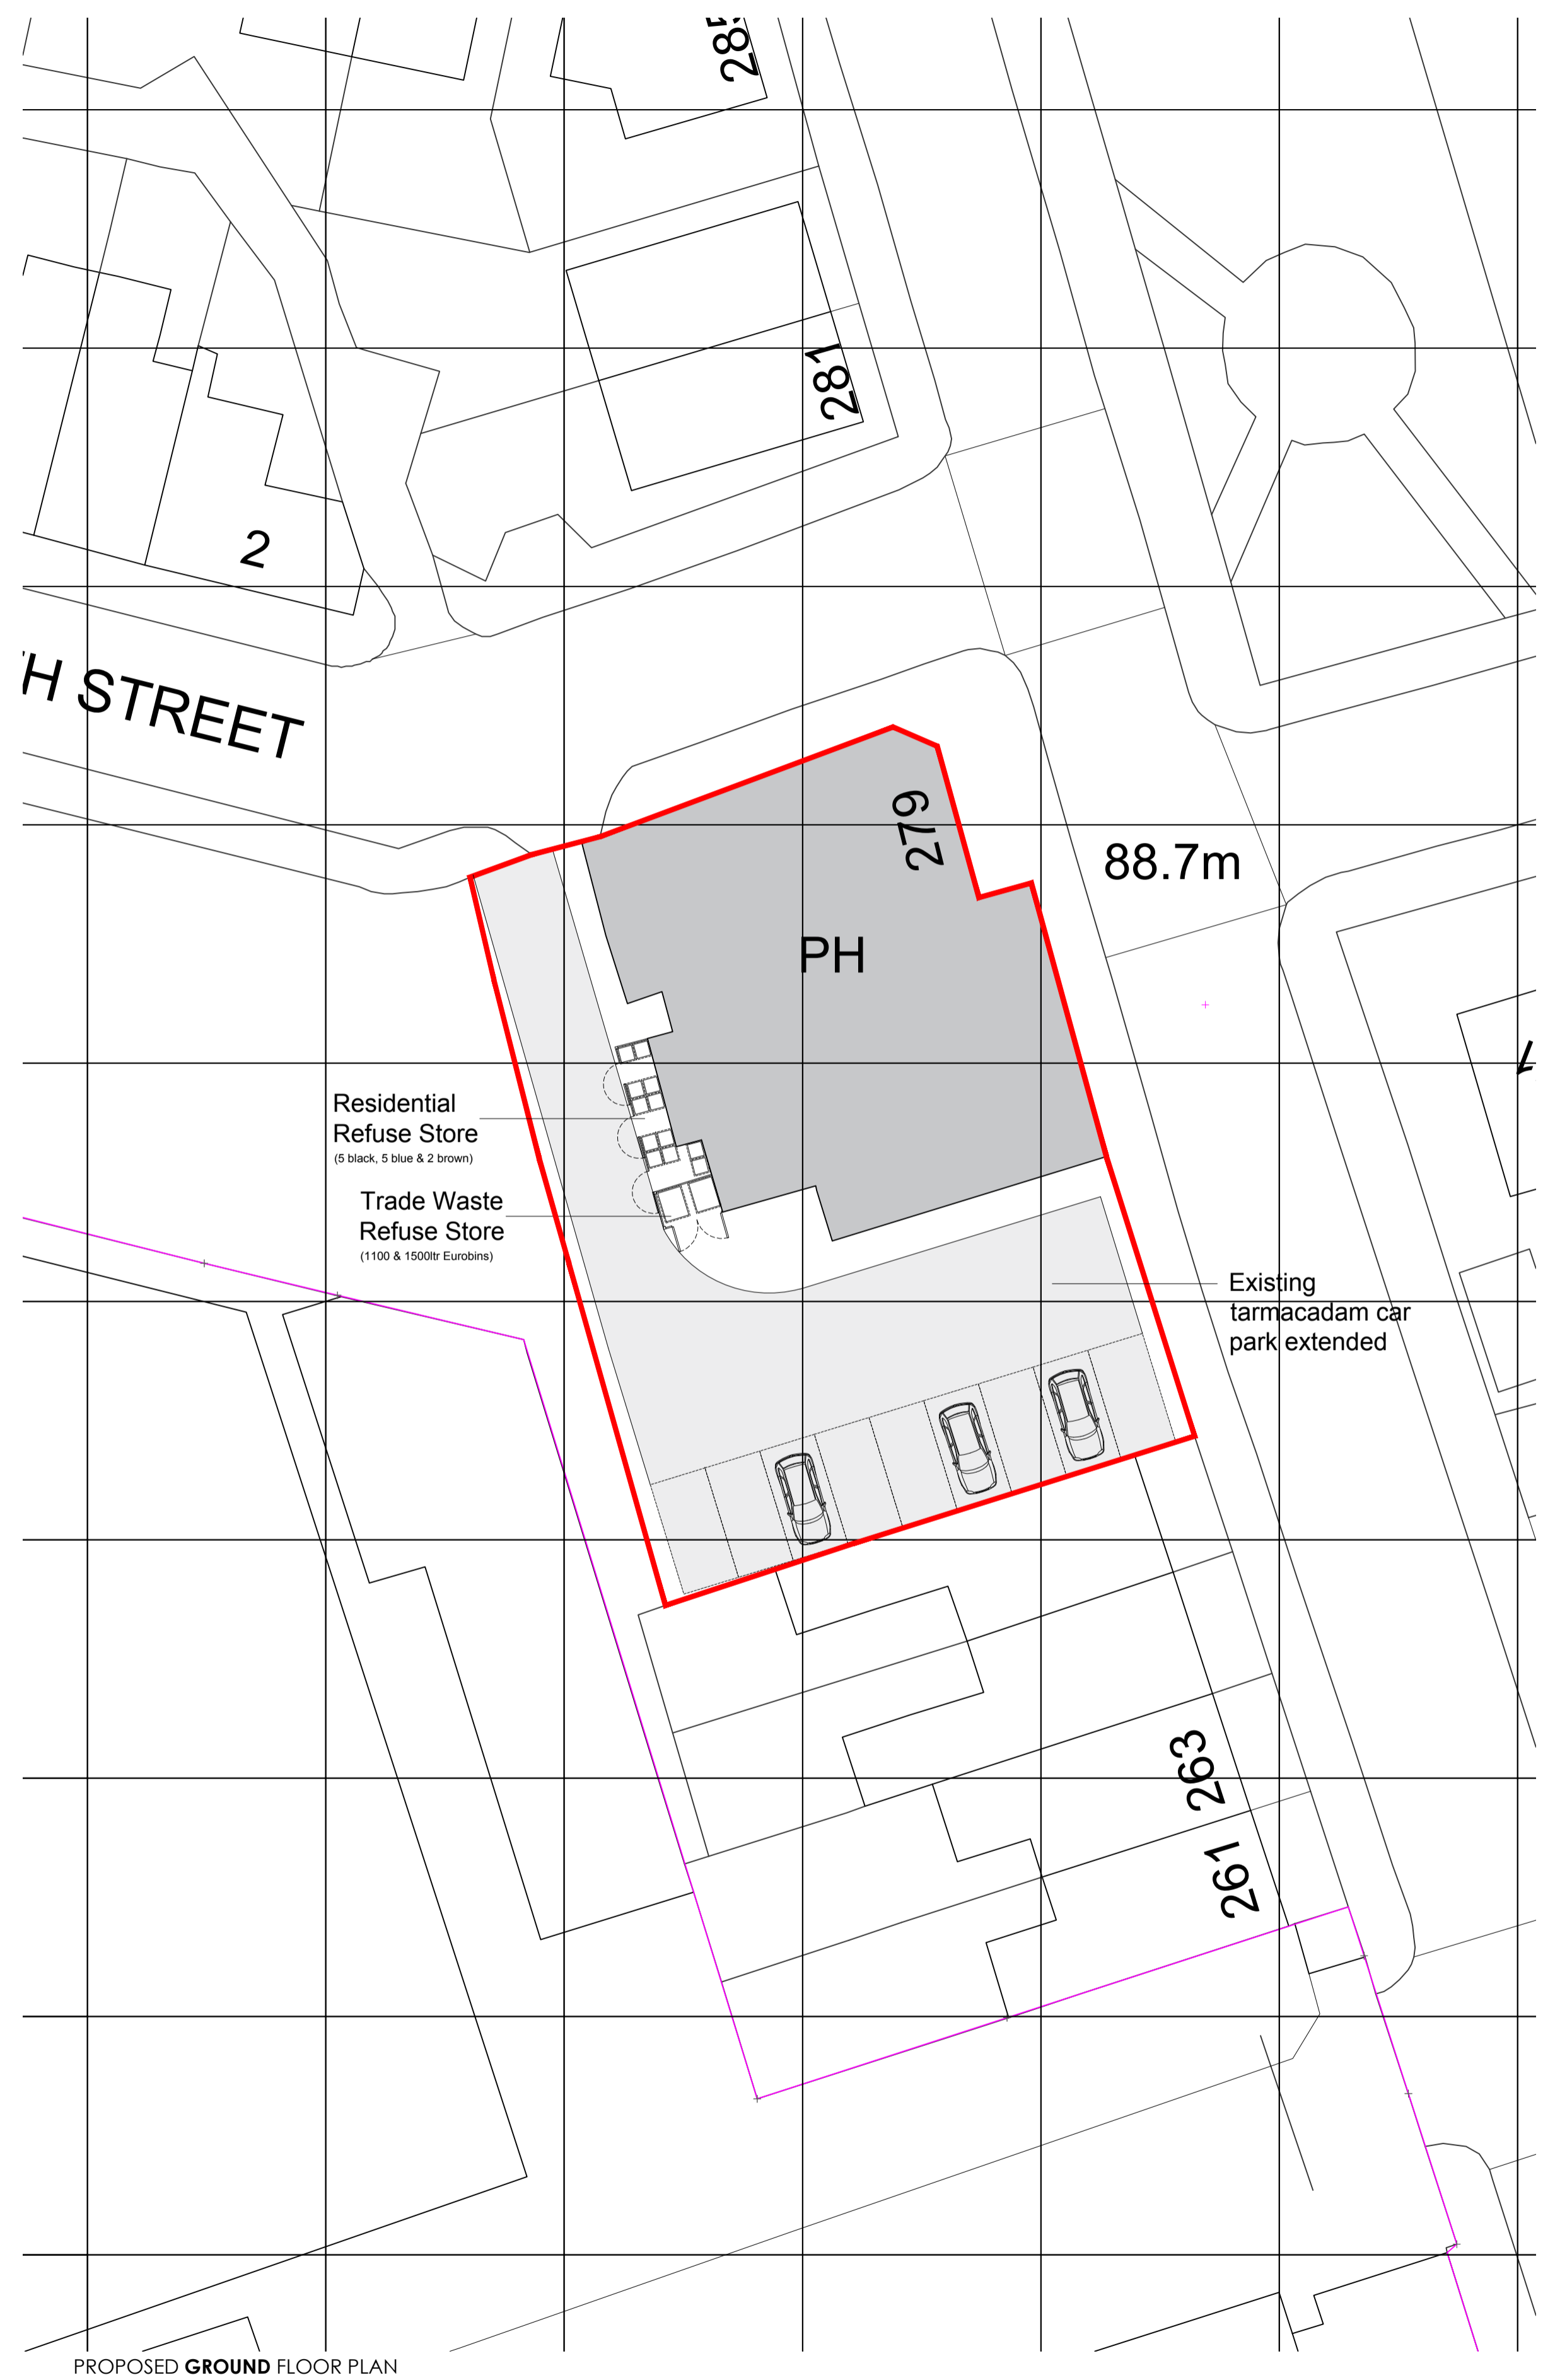 281
2
H STREET
279
88.7m
PH
Residential
Refuse Store
(5 black, 5 blue & 2 brown)
Trade Waste
Refuse Store
(1100 & 1500ltr Eurobins)
Existing
tarmacadam car
park extended
263
261
PROPOSED GROUND FLOOR PLAN